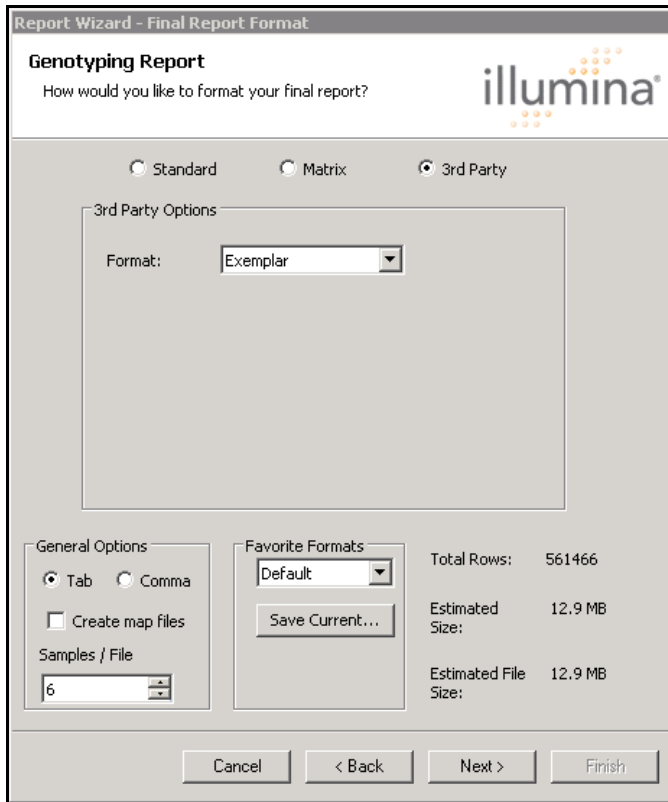 Report Wizard - Final Report Format
Genotyping Report
How would you like to format your final report?
illumina®
Standard Matrix 3rd Party
3rd Party Options
Format: Exemplar
General Options
Tab Comma
Create map files
Samples / File
6
Favorite Formats
Default
Save Current...
Total Rows: 561466
Estimated Size: 12.9 MB
Estimated File Size: 12.9 MB
Cancel < Back Next > Finish